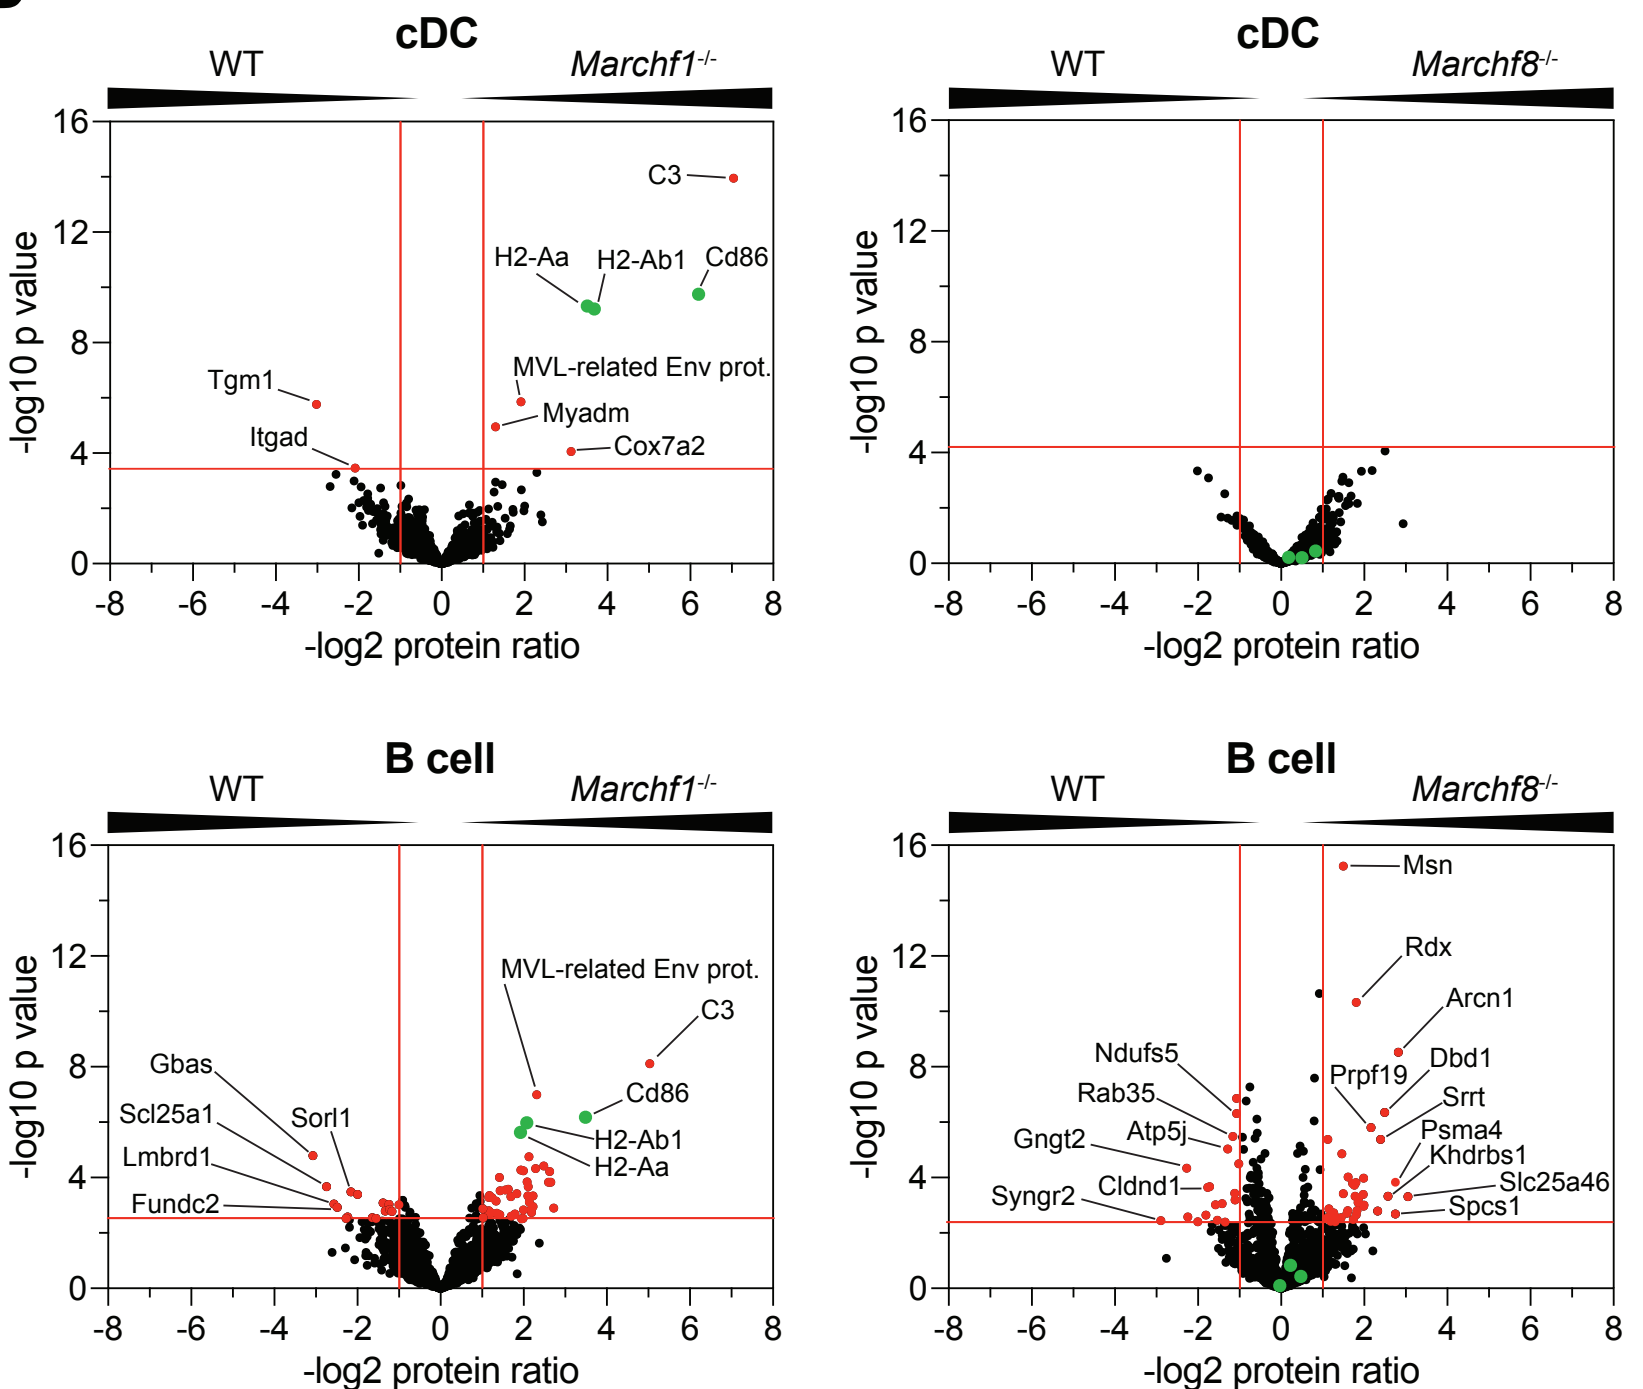 cDC
WT
Marchf1-/-
16
12
8
4
0
-log10 p value
C3
H2-Aa
H2-Ab1
Cd86
MVL-related Env prot.
Tgm1
Myadm
Itgad
Cox7a2
-8
-6
-4
-2
0
2
4
6
8
-log2 protein ratio
cDC
WT
Marchf8-/-
16
12
8
4
0
-log10 p value
-8
-6
-4
-2
0
2
4
6
8
-log2 protein ratio
B cell
WT
Marchf1-/-
16
12
8
4
0
-log10 p value
MVL-related Env prot.
C3
Gbas
Cd86
Scl25a1
Sorl1
H2-Ab1
Lmbrd1
H2-Aa
Fundc2
-8
-6
-4
-2
0
2
4
6
8
-log2 protein ratio
B cell
WT
Marchf8-/-
16
12
8
4
0
-log10 p value
Msn
Rdx
Arcn1
Ndufs5
Dbd1
Prpf19
Rab35
Srrt
Atp5j
Psma4
Gngt2
Khdrbs1
Cldnd1
Slc25a46
Syngr2
Spcs1
-8
-6
-4
-2
0
2
4
6
8
-log2 protein ratio